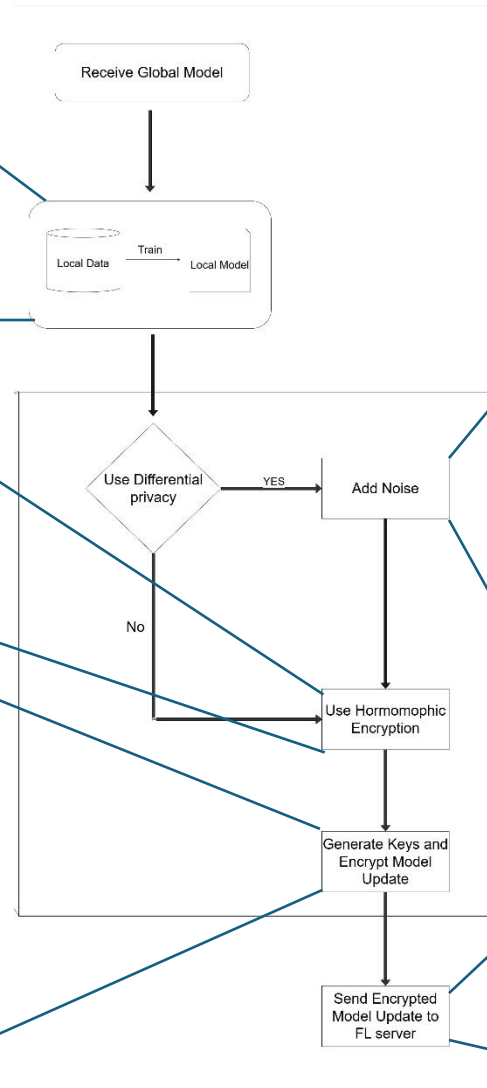 Receive Global Model
Train
Local Data
Local Model
Use Differential
privacy
YES
Add Noise
No
Use Hormomophic
Encryption
Generate Keys and
Encrypt Model
Update
Send Encrypted
Model Update to
FL server